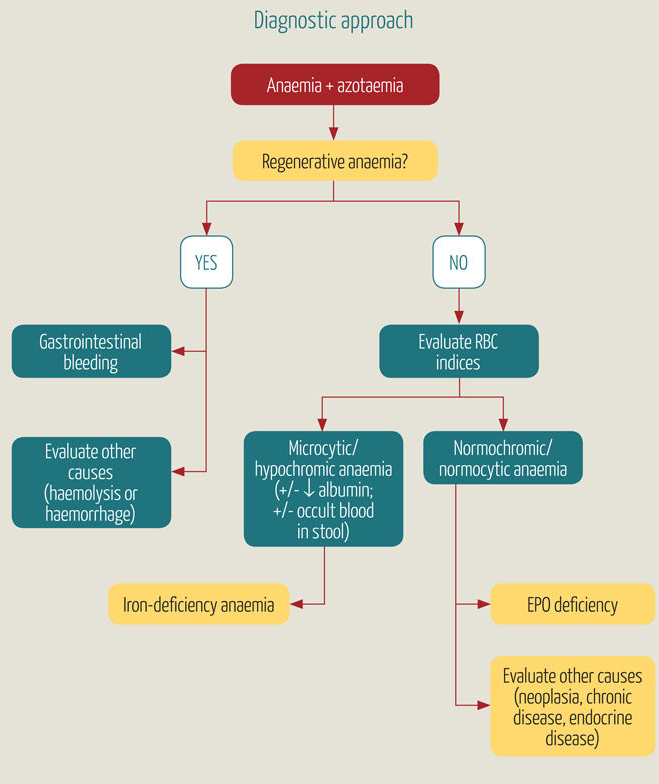 Diagnostic approach
Anaemia + azotaemia
Regenerative anaemia?
YES
NO
Gastrointestinal
bleeding
Evaluate RBC
indices
Evaluate other
causes
(haemolysis or
haemorrhage)
Microcytic/
hypochromic anaemia
(+/- ↓ albumin;
+/- occult blood
in stool)
Normochromic/
normocytic anaemia
Iron-deficiency anaemia
EPO deficiency
Evaluate other causes
(neoplasia, chronic
disease, endocrine
disease)